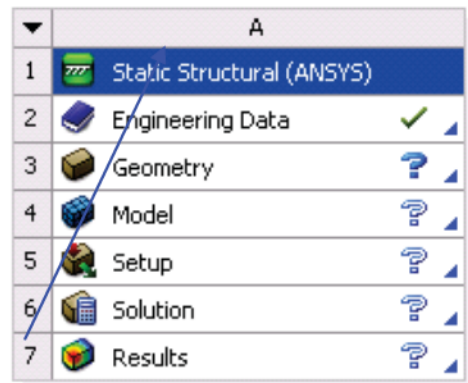 A
1 Static Structural (ANSYS)
2 Engineering Data
3 Geometry
4 Model
5 Setup
6 Solution
7 Results